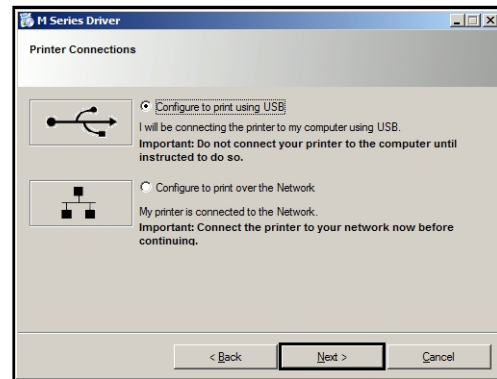 M Series Driver
Printer Connections
Configure to print using USB
I will be connecting the printer to my computer using USB.
Important: Do not connect your printer to the computer until
instructed to do so.
Configure to print over the Network
My printer is connected to the Network.
Important: Connect the printer to your network now before
continuing.
< Back
Next >
Cancel